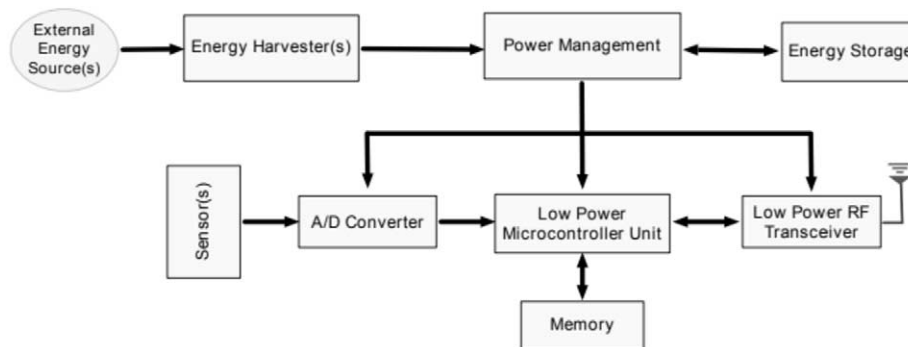 External
Energy
Source(s)
Energy Harvester(s)
Power Management
Energy Storage
Sensor(s)
A/D Converter
Low Power
Microcontroller Unit
Low Power RF
Transceiver
Memory